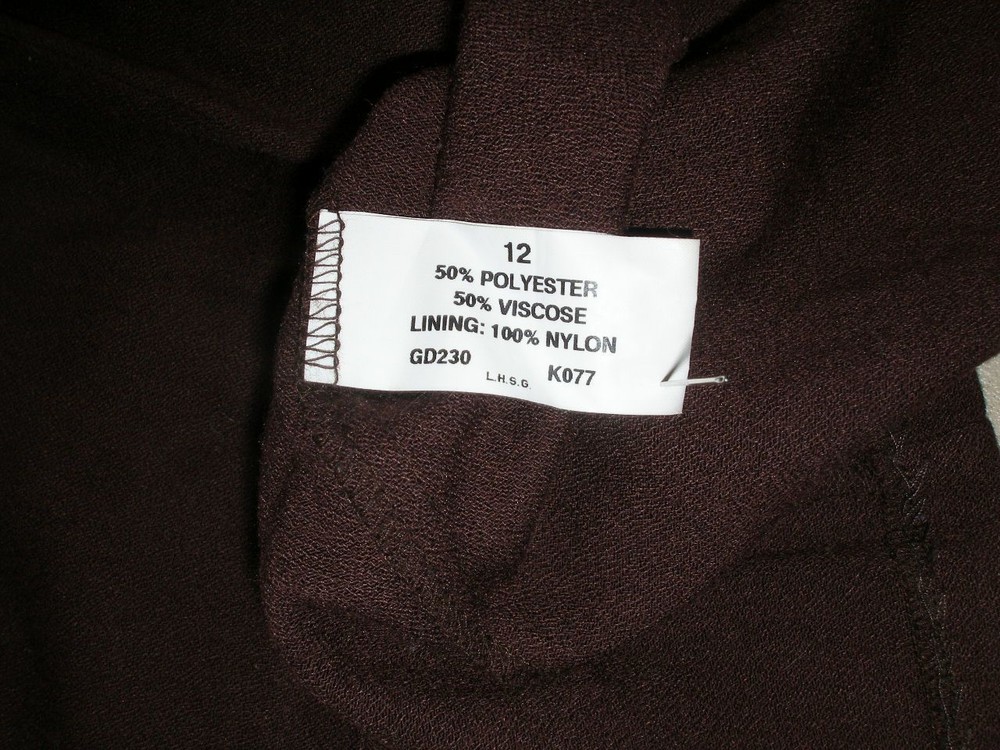 12
50% POLYESTER
50% VISCOSE
LINING: 100% NYLON
GD230 K077
L.H.S.G.